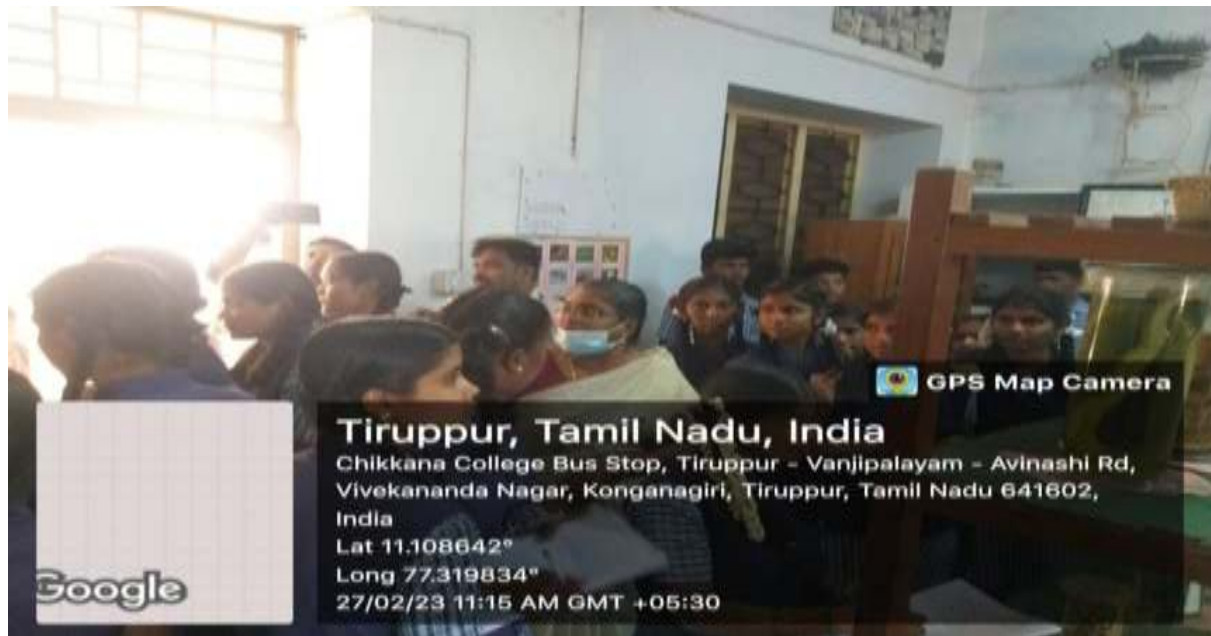 GPS Map Camera
Tiruppur, Tamil Nadu, India
Chikkana College Bus Stop, Tiruppur - Vanjipalayam - Avinashi Rd,
Vivekananda Nagar, Konganagiri, Tiruppur, Tamil Nadu 641602,
India
Lat 11.108642°
Long 77.319834°
27/02/23 11:15 AM GMT +05:30
Google